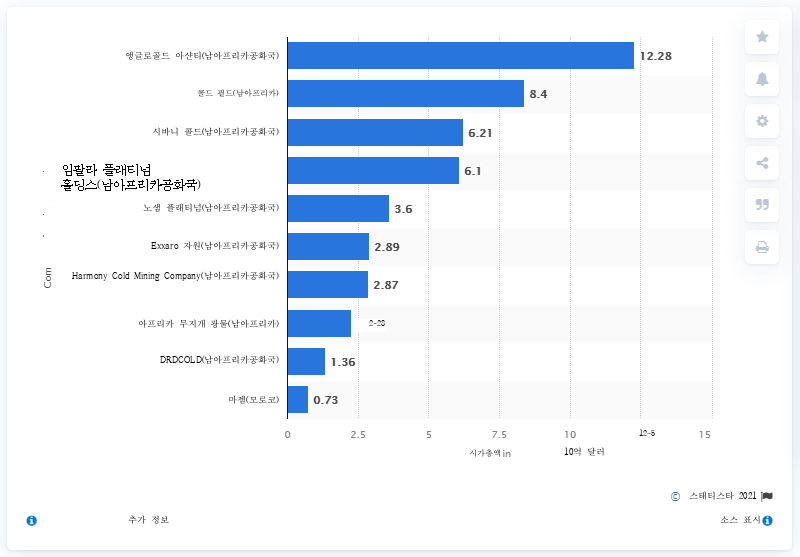 앵글로골드 아샨티(남아프리카공화국)
12.28
골드 필드(남아프리카)
8.4
시바니 골드(남아프리카공화국)
6.21
임팔라 플래티넘
홀딩스(남아프리카공화국)
6.1
노샘 플래티넘(남아프리카공화국)
3.6
Exxaro 자원(남아프리카공화국)
2.89
Harmony Cold Mining Company(남아프리카공화국)
2.87
아프리카 무지개 광물(남아프리카)
2-28
DRDCOLD(남아프리카공화국)
1.36
마젬(모로코)
0.73
Com
0 2.5 5 7.5 10 12-5 15
시가총액 in 10억 달러
© 스태티스타 2021
추가 정보
소스 표시